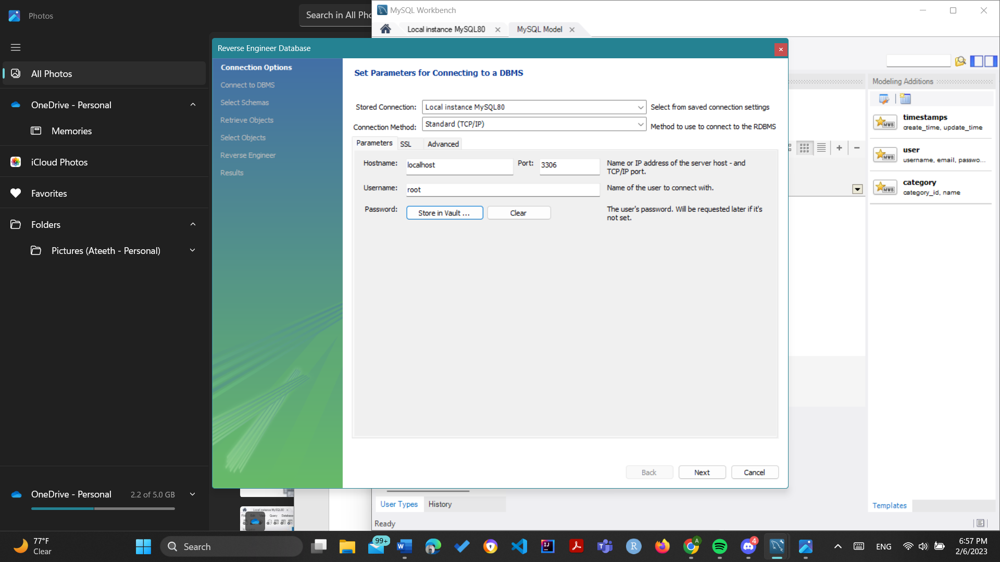 Photos
Search in All Pho
All Photos
OneDrive - Personal
Memories
iCloud Photos
Favorites
Folders
Pictures (Ateeth - Personal)
OneDrive - Personal 2.2 of 5.0 GB
MySQL Workbench
Local instance MySQL80
MySQL Model
Reverse Engineer Database
Connection Options
Connect to DBMS
Select Schemas
Retrieve Objects
Select Objects
Reverse Engineer
Results
Set Parameters for Connecting to a DBMS
Stored Connection: Local instance MySQL80 Select from saved connection settings
Connection Method: Standard (TCP/IP) Method to use to connect to the RDBMS
Parameters SSL Advanced
Hostname: localhost Port: 3306 Name or IP address of the server host - and
TCP/IP port.
Username: root Name of the user to connect with.
Password: Store in Vault ... Clear The user's password. Will be requested later if it's
not set.
Back Next Cancel
Modeling Additions
timestamps
create_time, update_time
user
username, email, passwo...
category
category_id, name
MWB
MWB
MWB
Templates
User Types History
Ready
Local instance MySQL80
Query Database
77°F
Clear
Search
99+
A
4
ENG
6:57 PM
2/6/2023